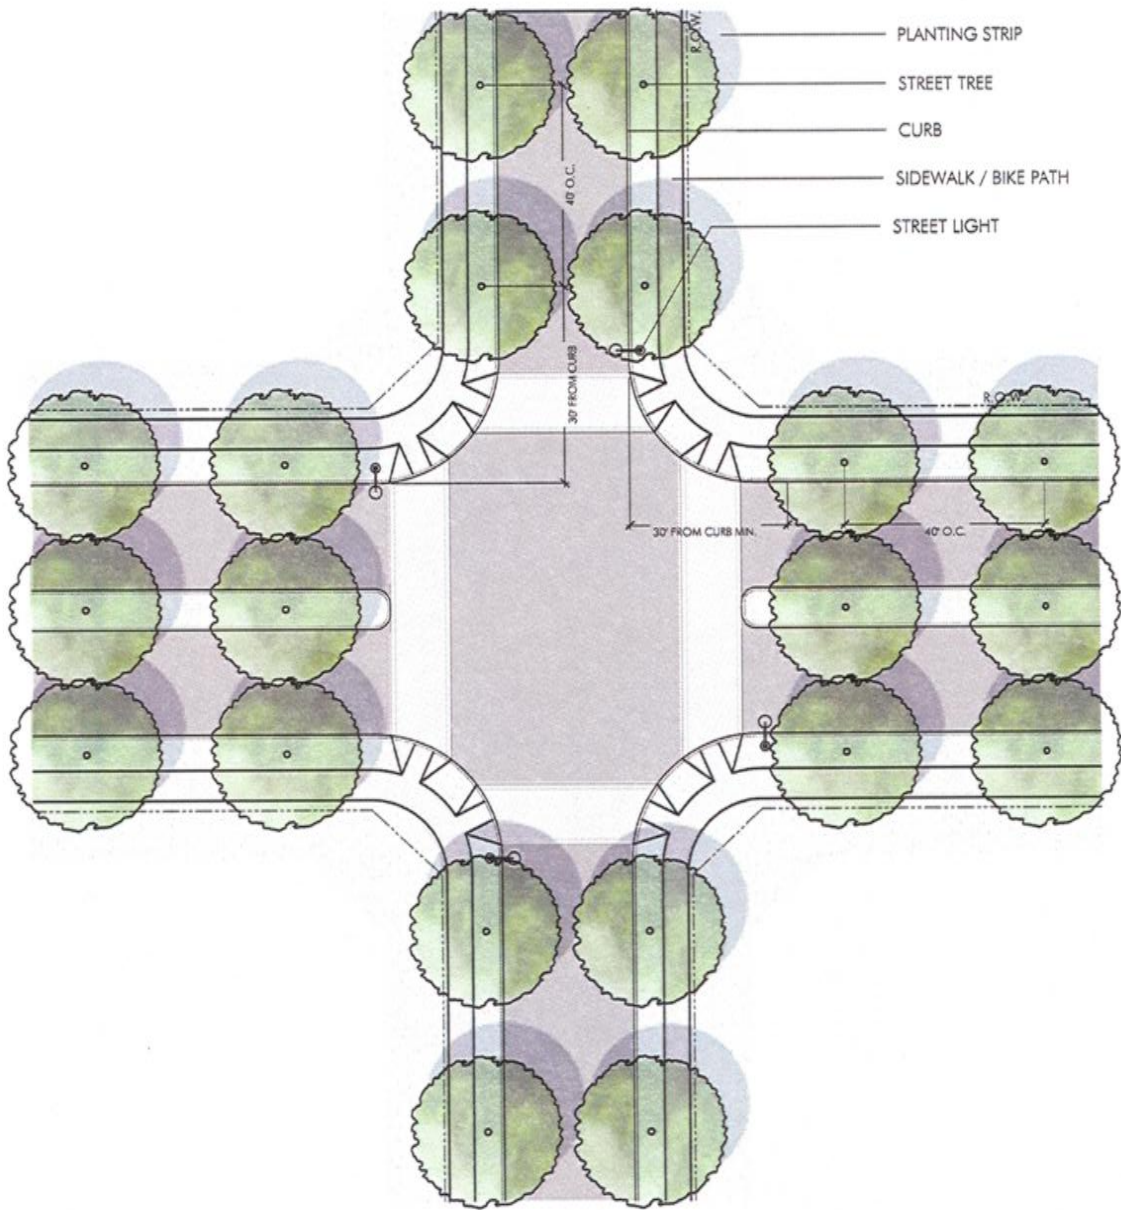 R.O.W.
PLANTING STRIP
STREET TREE
CURB
SIDEWALK / BIKE PATH
STREET LIGHT
40' O.C.
30' FROM CURB
R.O.W.
30' FROM CURB MIN.
40' O.C.